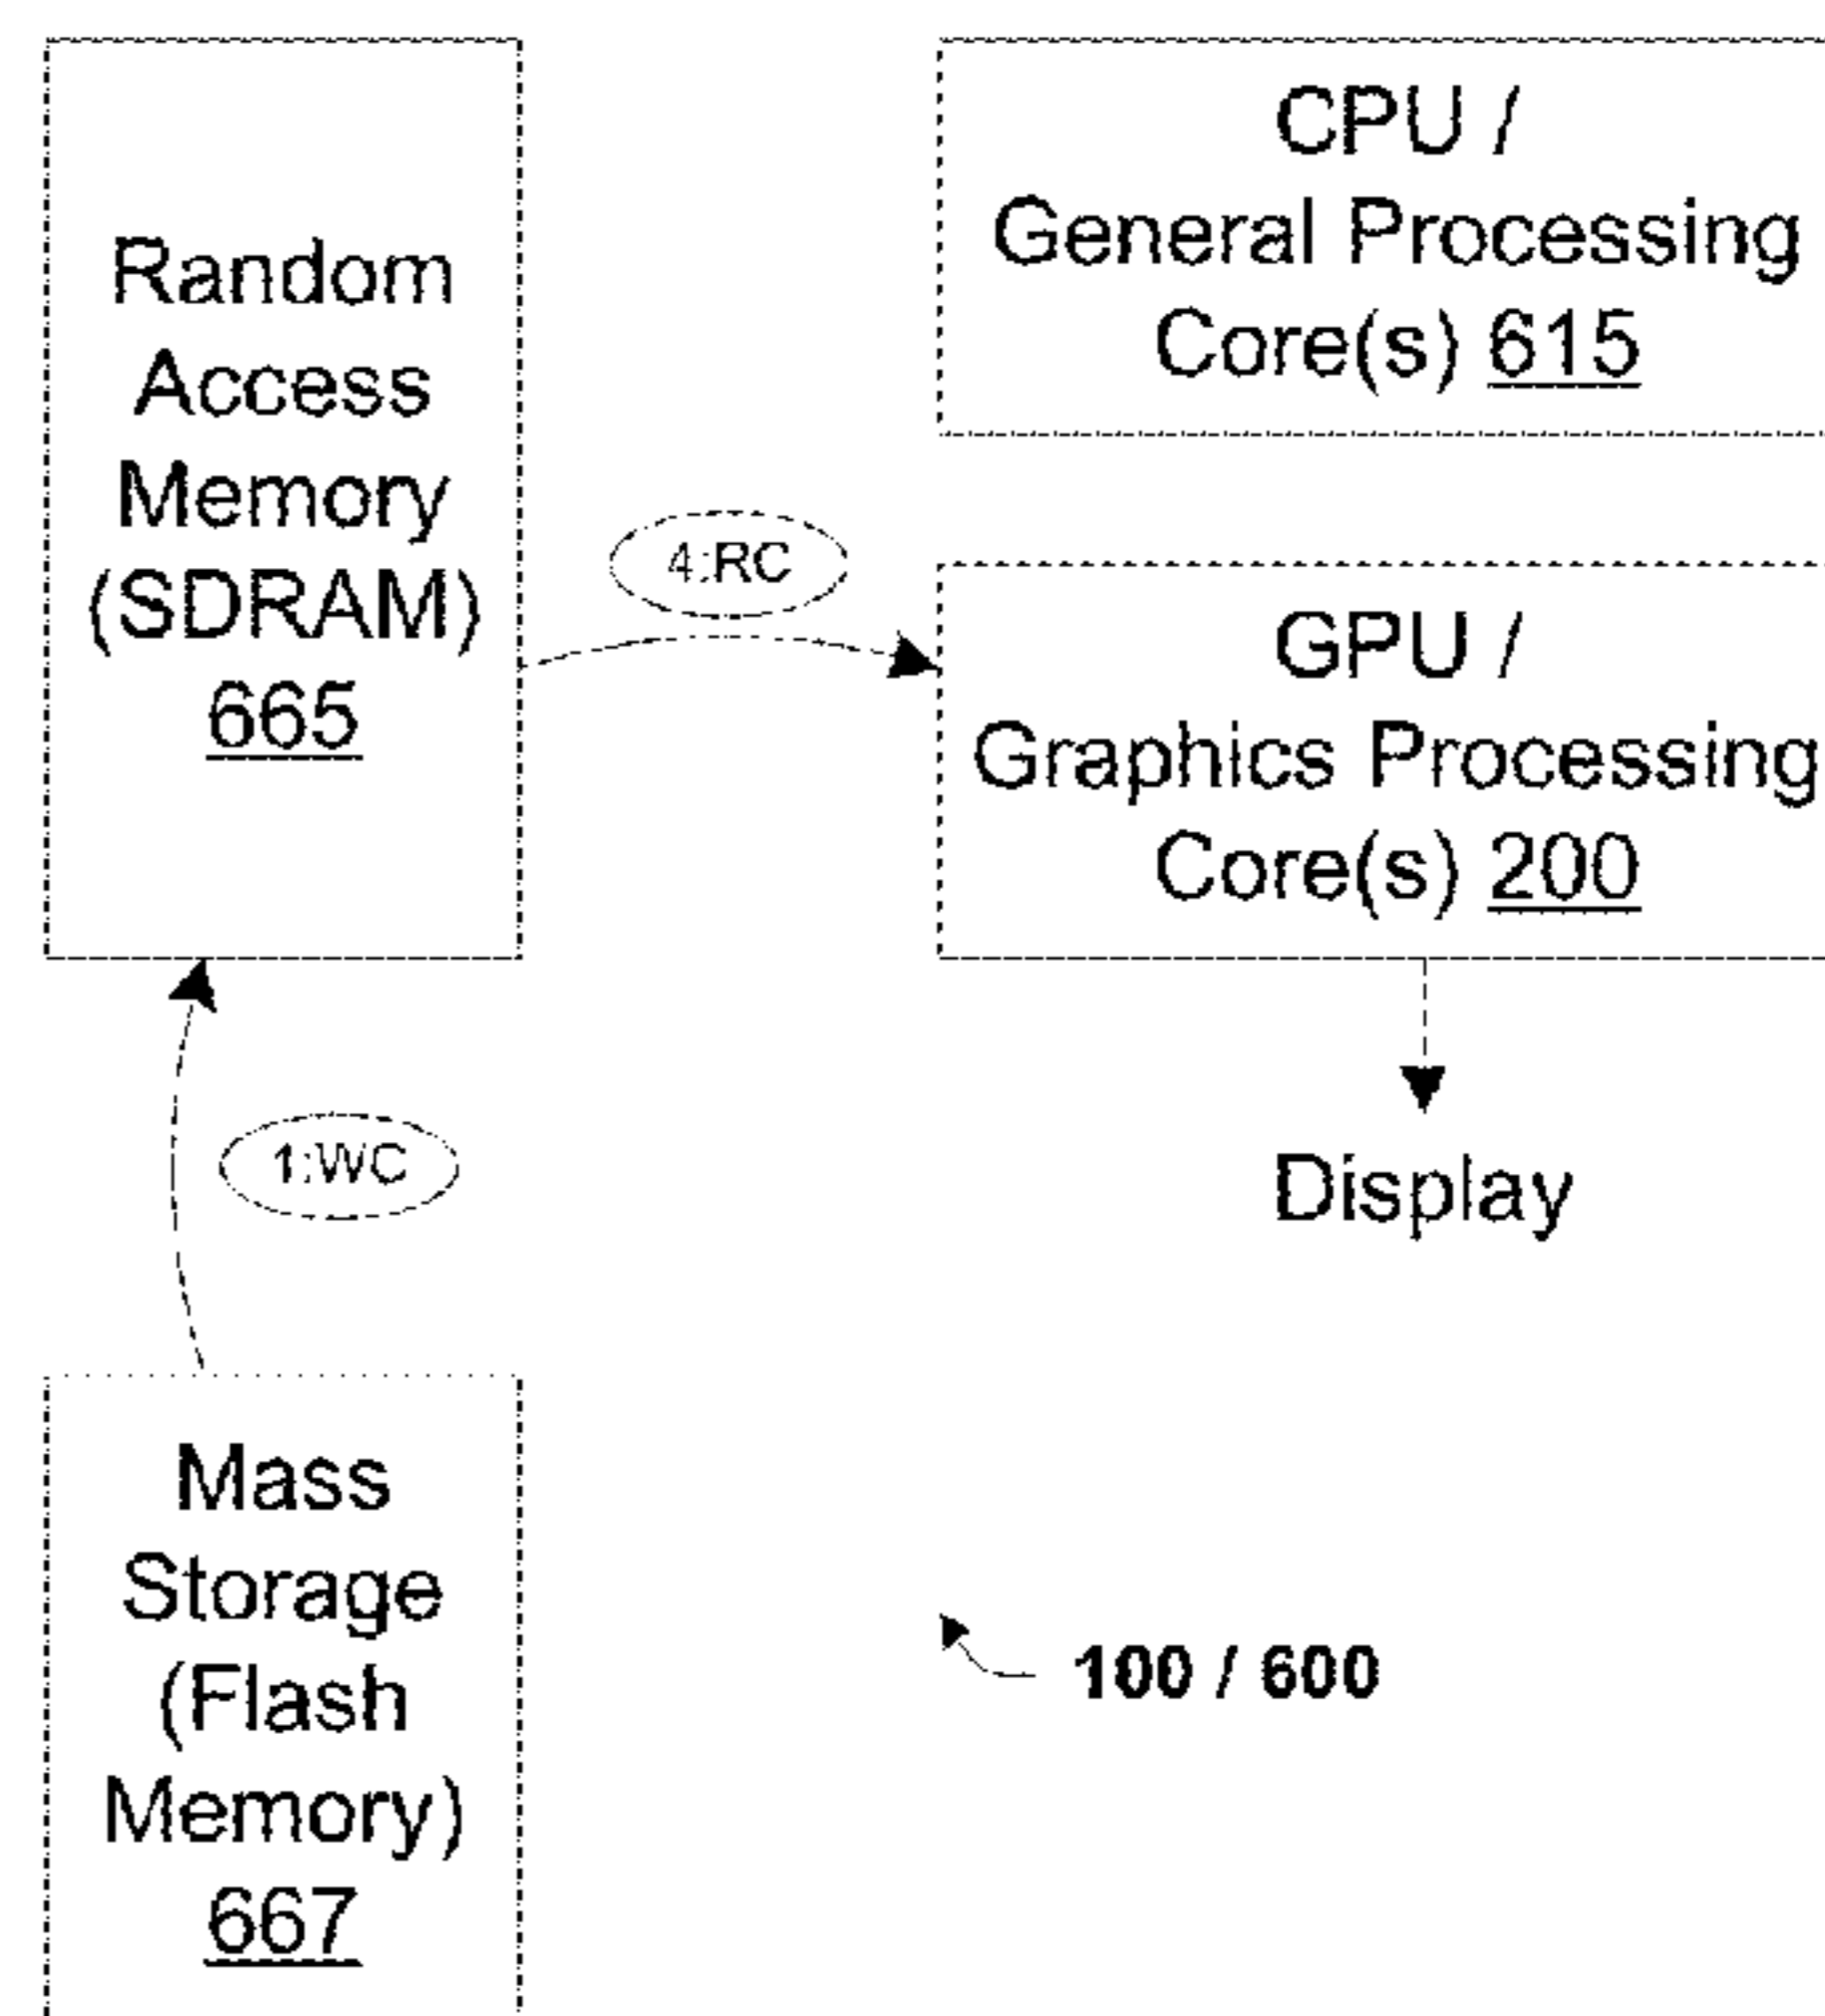 Random
Access
Memory
(SDRAM)
665
CPU /
General Processing
Core(s) 615
4:RC
GPU /
Graphics Processing
Core(s) 200
1:WC
Display
Mass
Storage
(Flash
Memory)
667
100 / 600